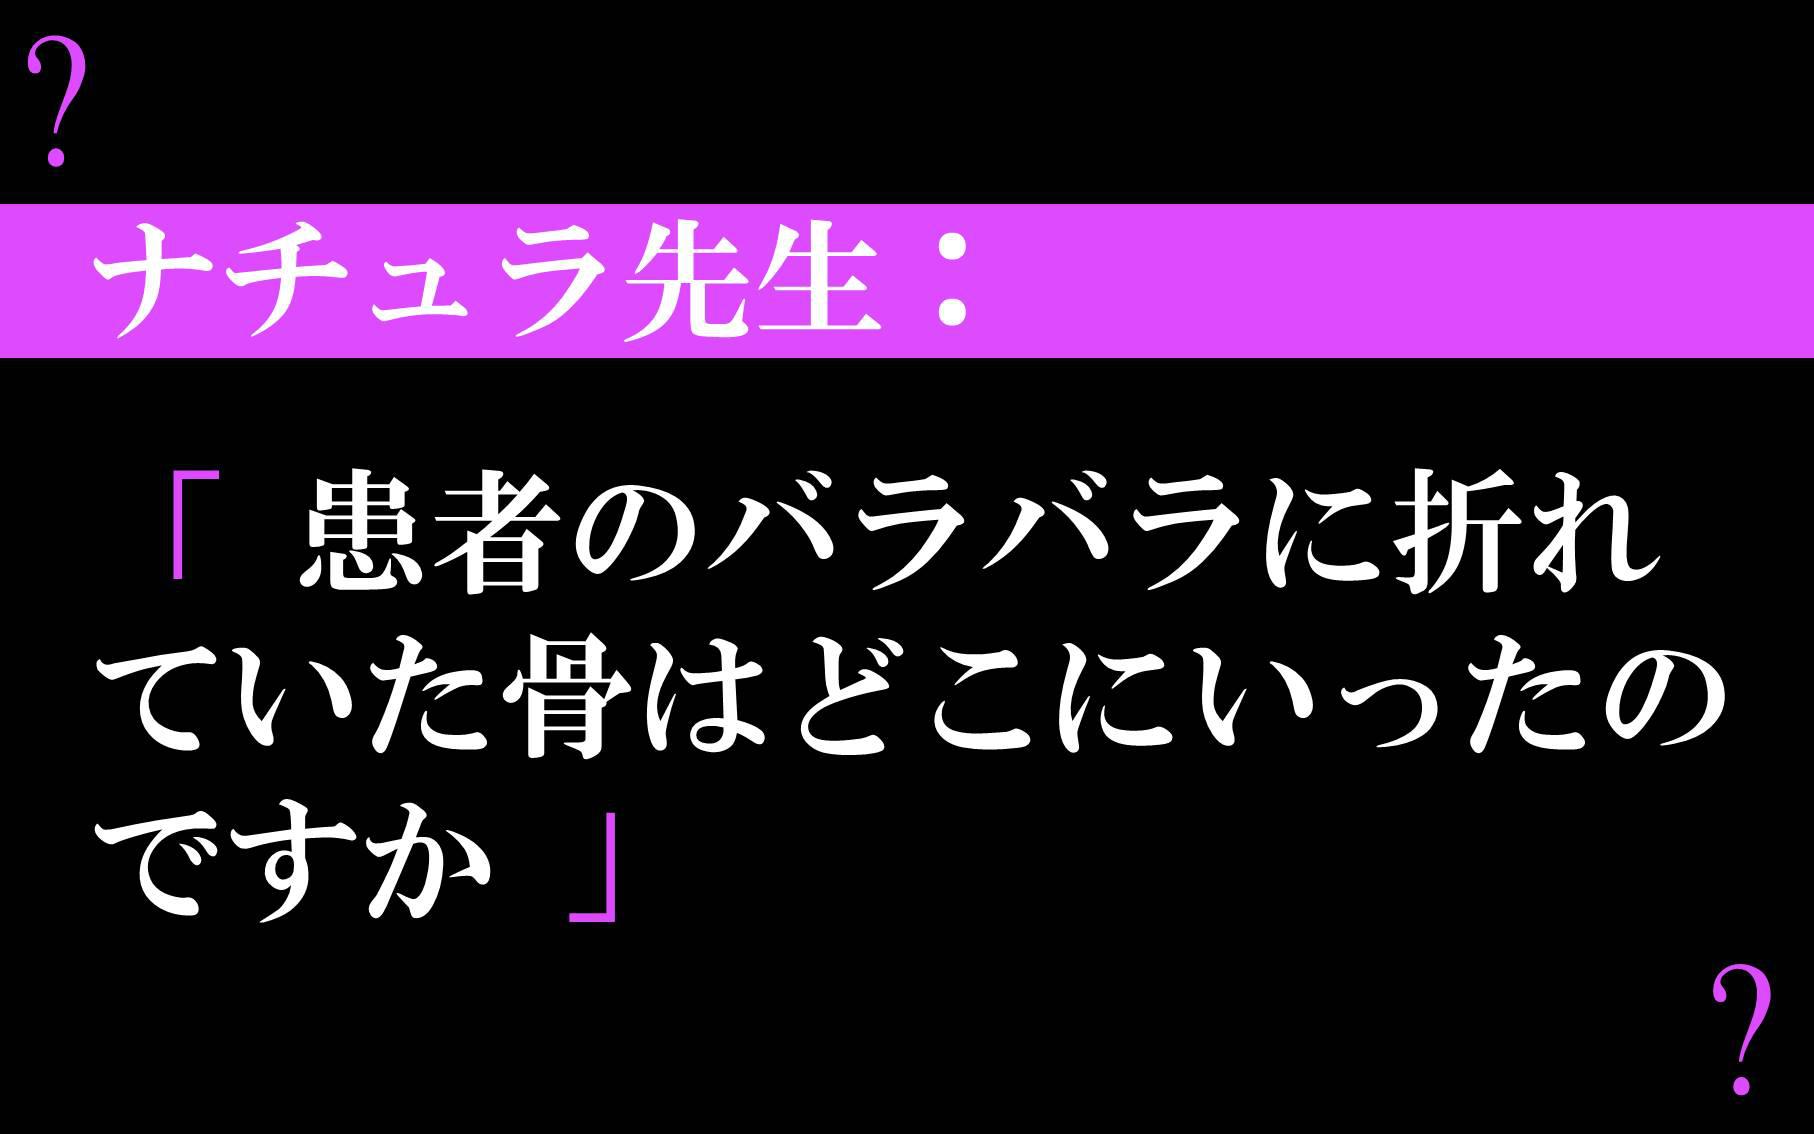 ？
ナチュラ先生：
「 患者のバラバラに折れ
ていた骨はどこにいったの
ですか 」
？